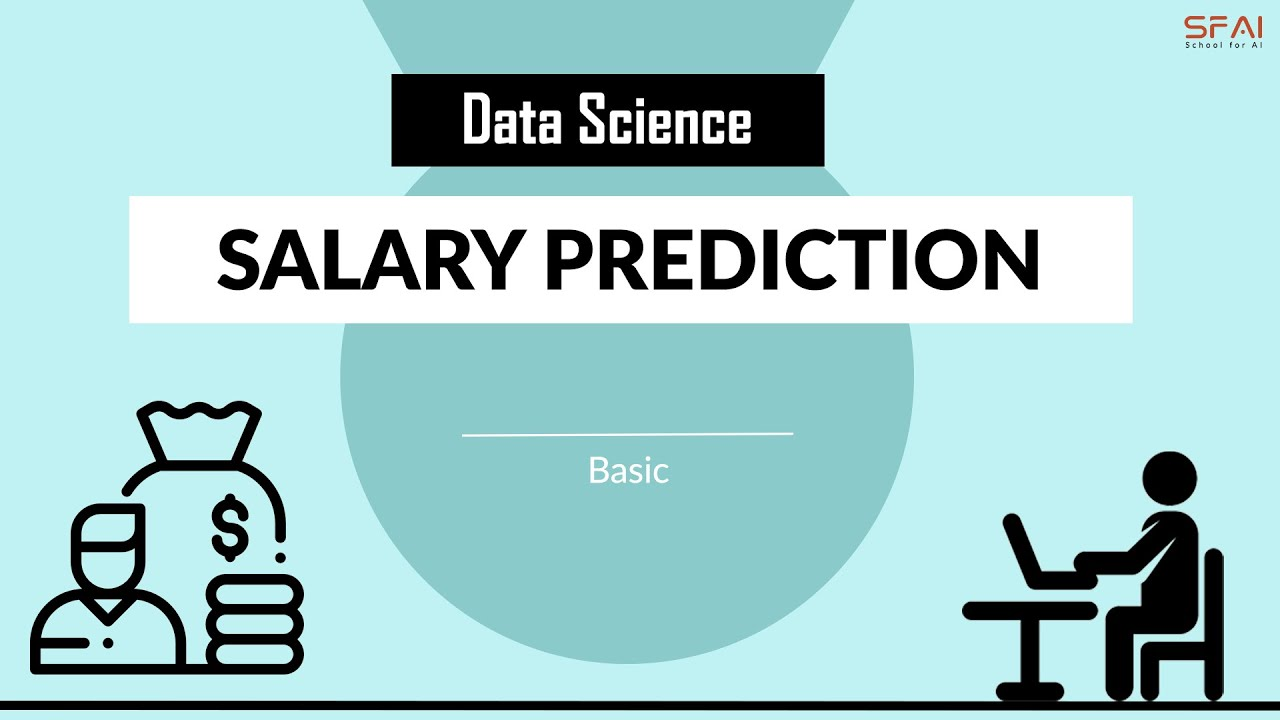 SFAI
School for AI
Data Science
SALARY PREDICTION
Basic
$